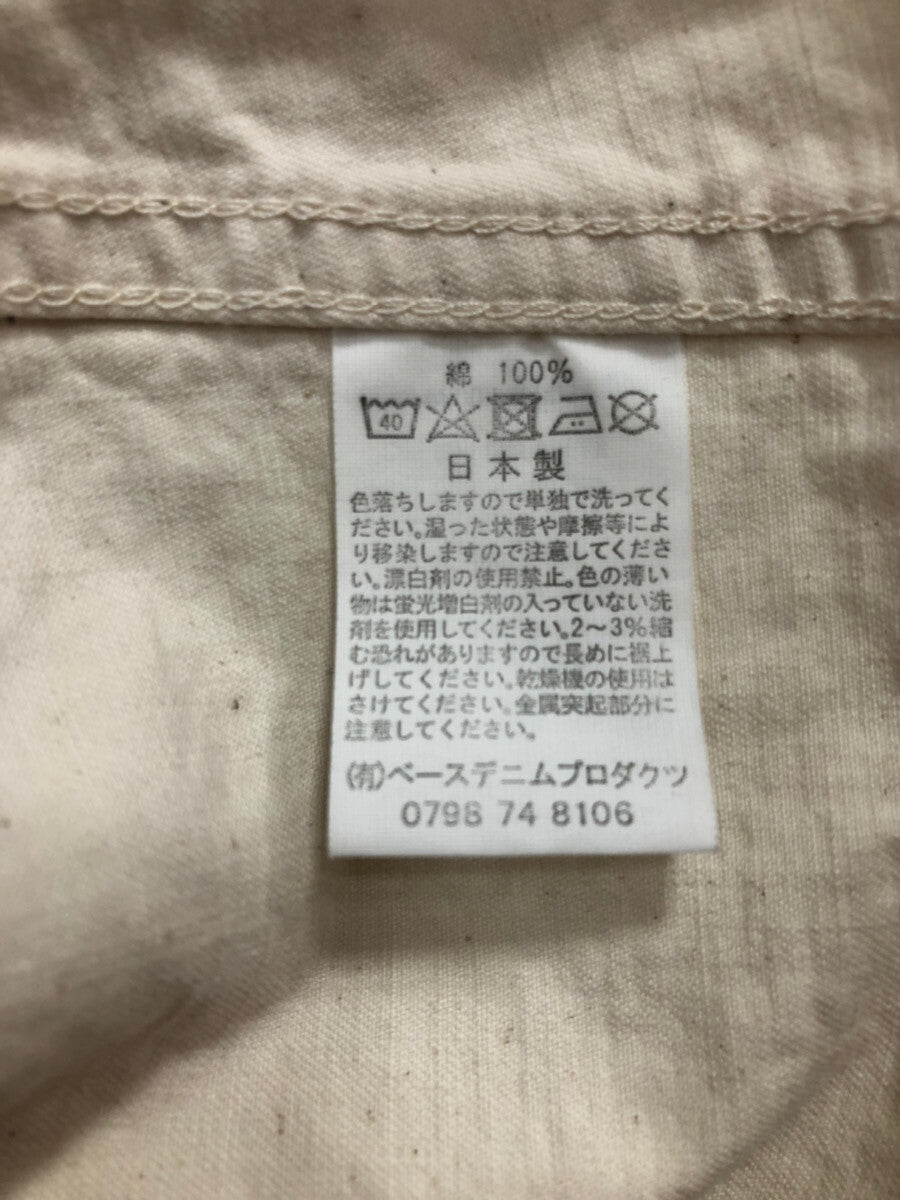 綿 100%
40
日本製
色落ちしますので単独で洗ってく
ださい。湿った状態や摩擦等によ
り移染しますので注意してくださ
い。漂白剤の使用禁止。色の薄い
物は蛍光増白剤の入っていない洗
剤を使用してください。2～3%縮
む恐れがありますので長めに裾上
げしてください。乾燥機の使用は
さけてください。金属突起部分に
注意してください。
(有)ベースデニムプロダクツ
0798 74 8106